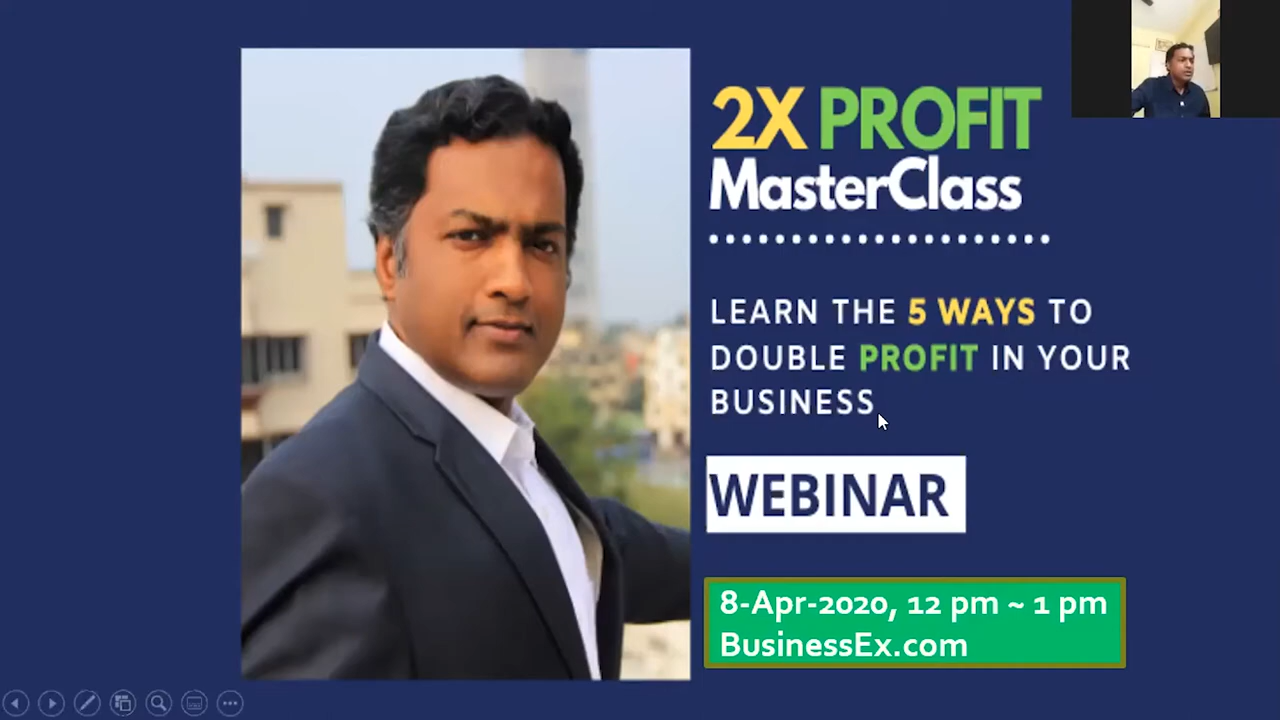 2X PROFIT
MasterClass
LEARN THE 5 WAYS TO
DOUBLE PROFIT IN YOUR
BUSINESS
WEBINAR
8-Apr-2020, 12 pm ~ 1 pm
BusinessEx.com